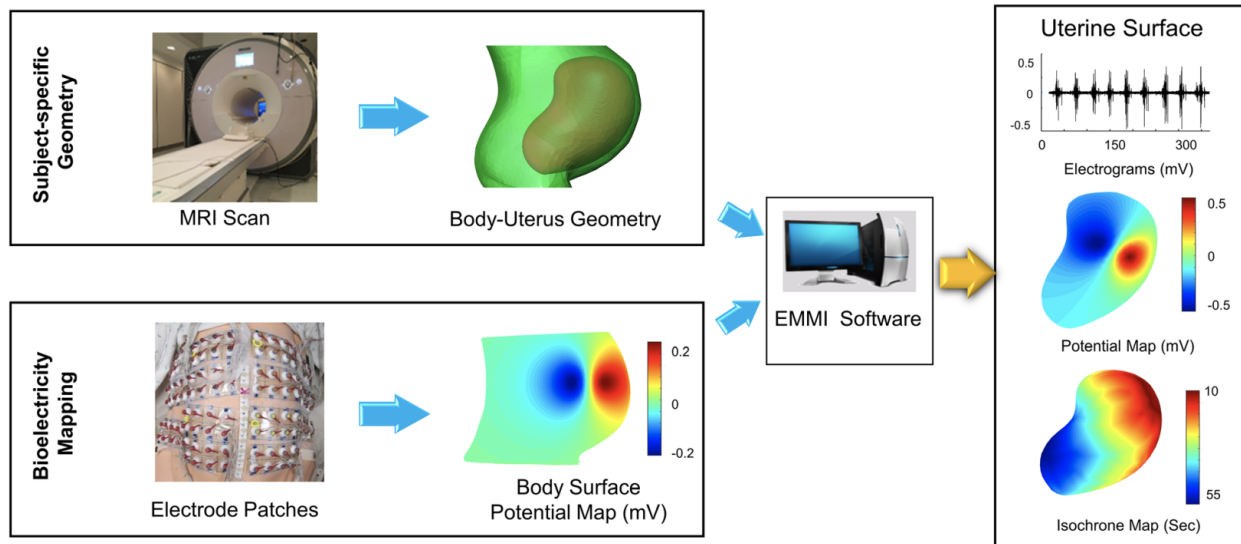 Subject-specific
Geometry
MRI Scan
Body-Uterus Geometry
Bioelectricity
Mapping
Electrode Patches
0.2
0
-0.2
Body Surface
Potential Map (mV)
EMMI Software
Uterine Surface
0.5
0
-0.5
0 150 300
Electrograms (mV)
0.5
0
-0.5
Potential Map (mV)
10
55
Isochrone Map (Sec)